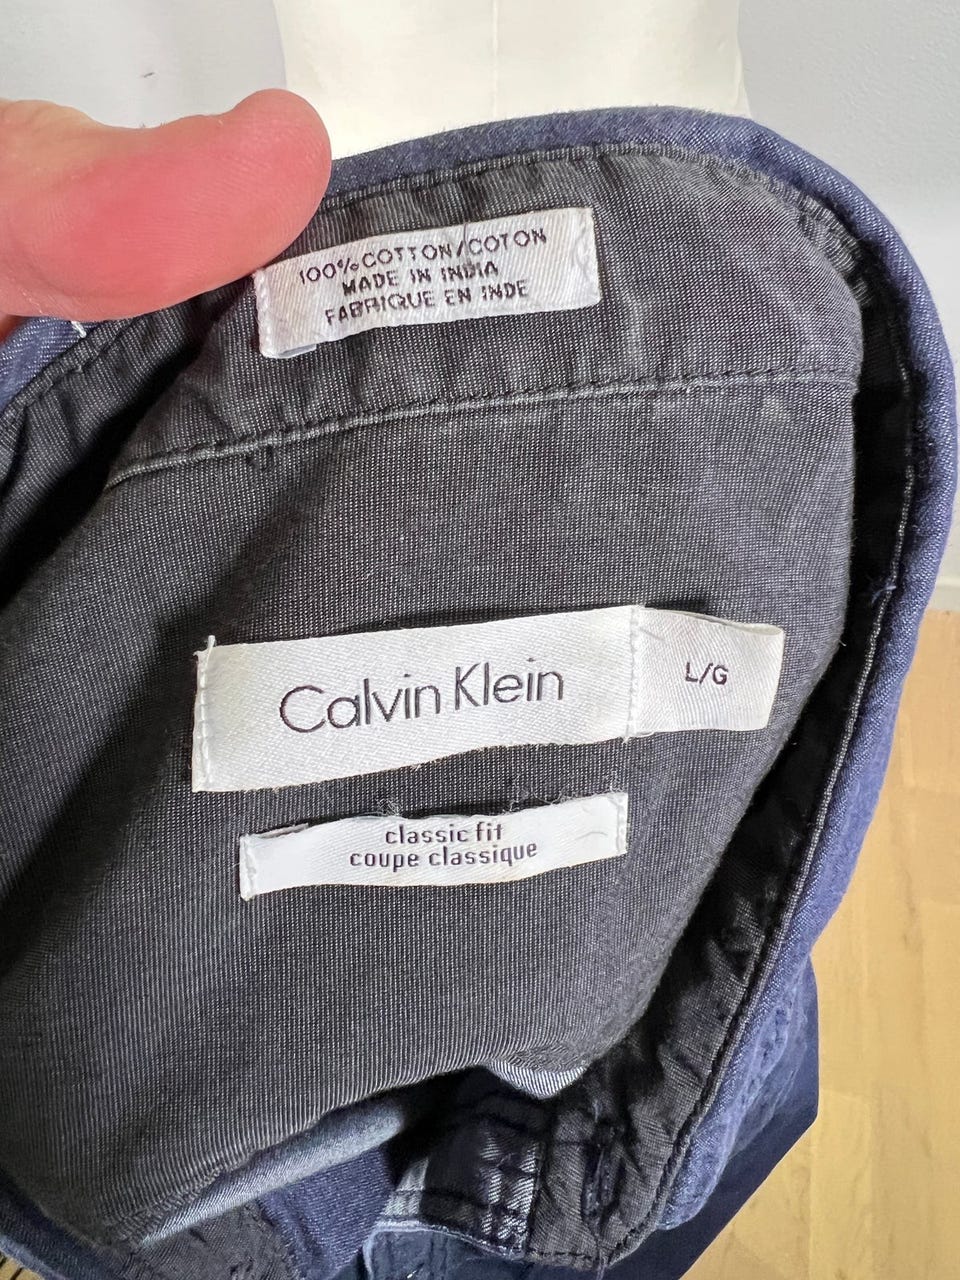 100% COTTON/COTON
MADE IN INDIA
FABRIQUE EN INDE
Calvin Klein
L/G
classic fit
coupe classique